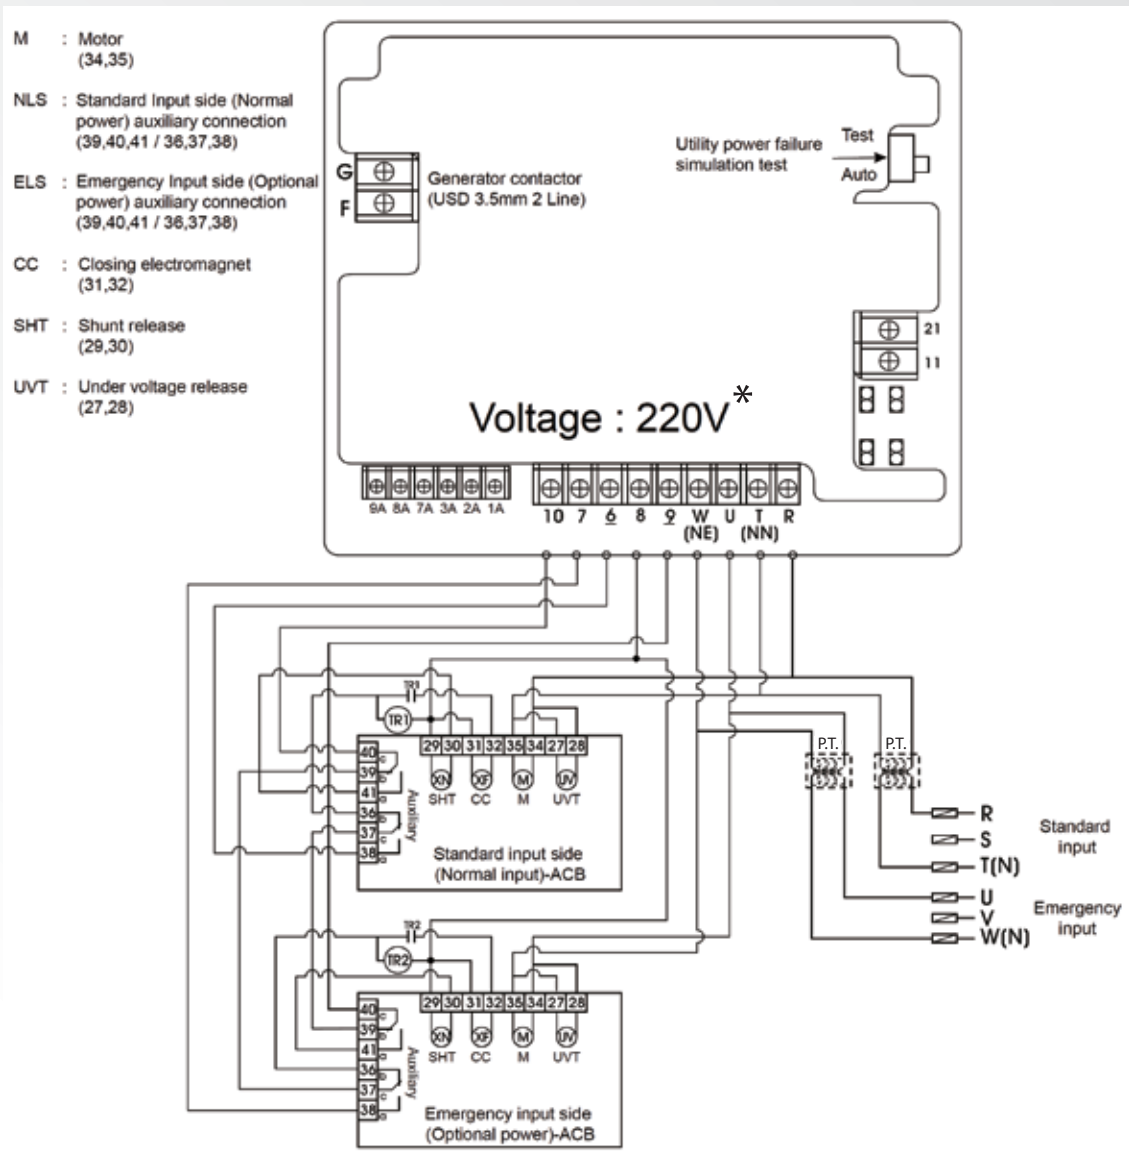 M : Motor
(34,35)
NLS : Standard Input side (Normal
power) auxiliary connection
(39,40,41 / 36,37,38)
ELS : Emergency Input side (Optional
power) auxiliary connection
(39,40,41 / 36,37,38)
CC : Closing electromagnet
(31,32)
SHT : Shunt release
(29,30)
UVT : Under voltage release
(27,28)
G
F
Generator contactor
(USD 3.5mm 2 Line)
Utility power failure
simulation test
Test
Auto
21
11
Voltage : 220V*
9A 8A 7A 3A 2A 1A
10 7 6 8 9 W U T R
(NE) (NN)
TR1
TR1
29 30 31 32 35 34 27 28
XN XF M UV
SHT CC M UVT
40 c
39 b
41 a
36 b
37 c
38 a
Auxiliary
Standard input side
(Normal input)-ACB
P.T. P.T.
R
S
T(N)
Standard
input
U
V
W(N)
Emergency
input
TR2
TR2
29 30 31 32 35 34 27 28
XN XF M UV
SHT CC M UVT
40 c
39 b
41 a
36 b
37 c
38 a
Auxiliary
Emergency input side
(Optional power)-ACB